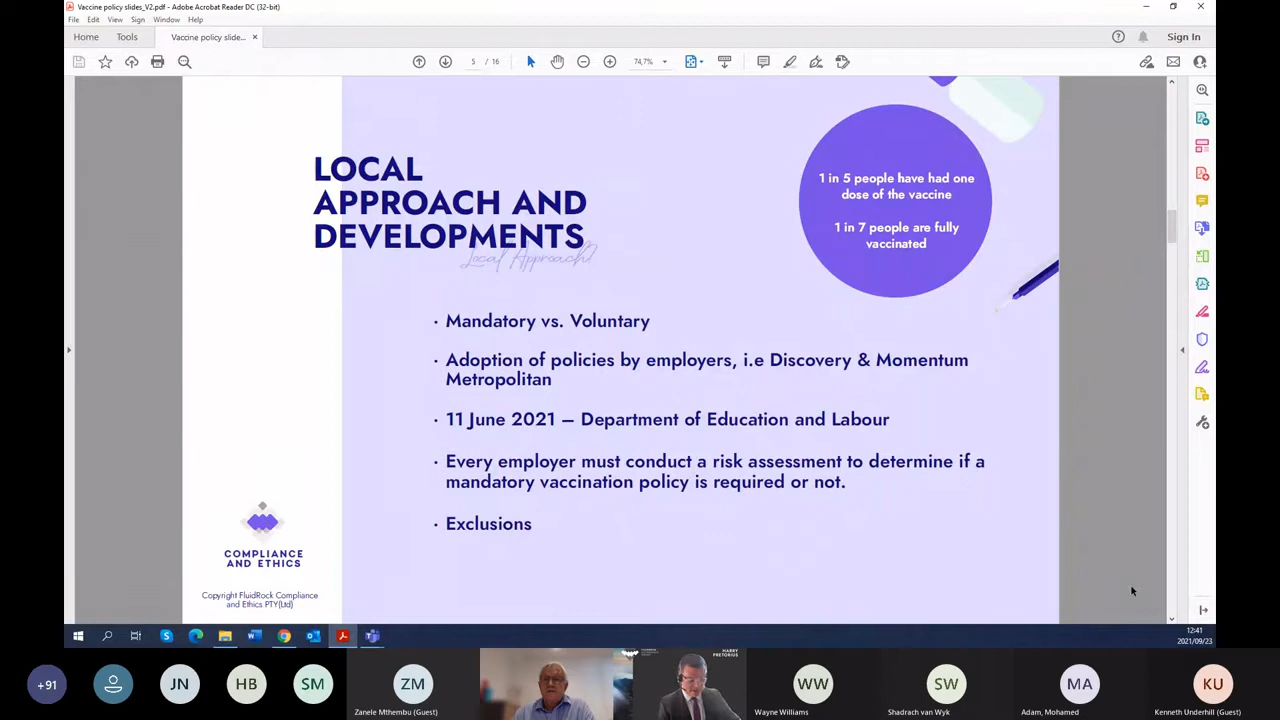 Vaccine policy slides_V2.pdf - Adobe Acrobat Reader DC (32-bit)
File Edit View Sign Window Help
Home Tools Vaccine policy slide... ×
Sign In
5 / 16
74,7%
LOCAL
APPROACH AND
DEVELOPMENTS
Local Approach
1 in 5 people have had one
dose of the vaccine
1 in 7 people are fully
vaccinated
· Mandatory vs. Voluntary
· Adoption of policies by employers, i.e Discovery & Momentum
Metropolitan
· 11 June 2021 – Department of Education and Labour
· Every employer must conduct a risk assessment to determine if a
mandatory vaccination policy is required or not.
· Exclusions
COMPLIANCE
AND ETHICS
Copyright FluidRock Compliance
and Ethics PTY(Ltd)
12:41
2021/09/23
+91
JN
HB
SM
ZM
Zanele Mthembu (Guest)
HARRY
PRETORIUS
WW
Wayne Williams
SW
Shadrach van Wyk
MA
Adam, Mohamed
KU
Kenneth Underhill (Guest)